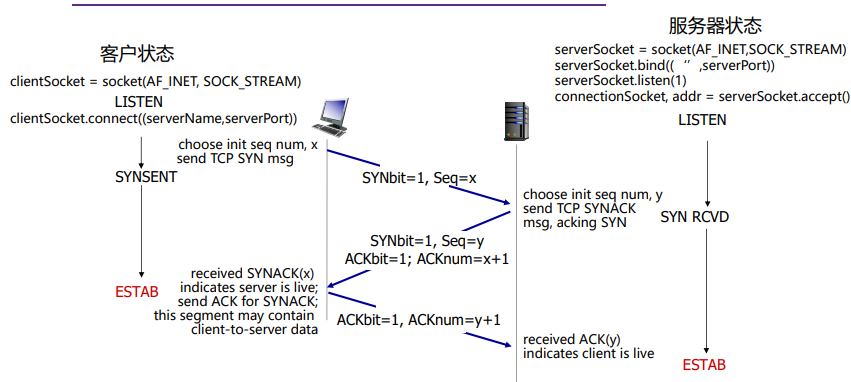 客户状态
clientSocket = socket(AF_INET, SOCK_STREAM)
LISTEN
clientSocket.connect((serverName,serverPort))
服务器状态
serverSocket = socket(AF_INET,SOCK_STREAM)
serverSocket.bind((‘’,serverPort))
serverSocket.listen(1)
connectionSocket, addr = serverSocket.accept()
LISTEN
choose init seq num, x
send TCP SYN msg
SYNSENT
SYNbit=1, Seq=x
choose init seq num, y
send TCP SYNACK
msg, acking SYN
SYN RCVD
SYNbit=1, Seq=y
ACKbit=1; ACKnum=x+1
received SYNACK(x)
indicates server is live;
send ACK for SYNACK;
this segment may contain
client-to-server data
ESTAB
ACKbit=1, ACKnum=y+1
received ACK(y)
indicates client is live
ESTAB